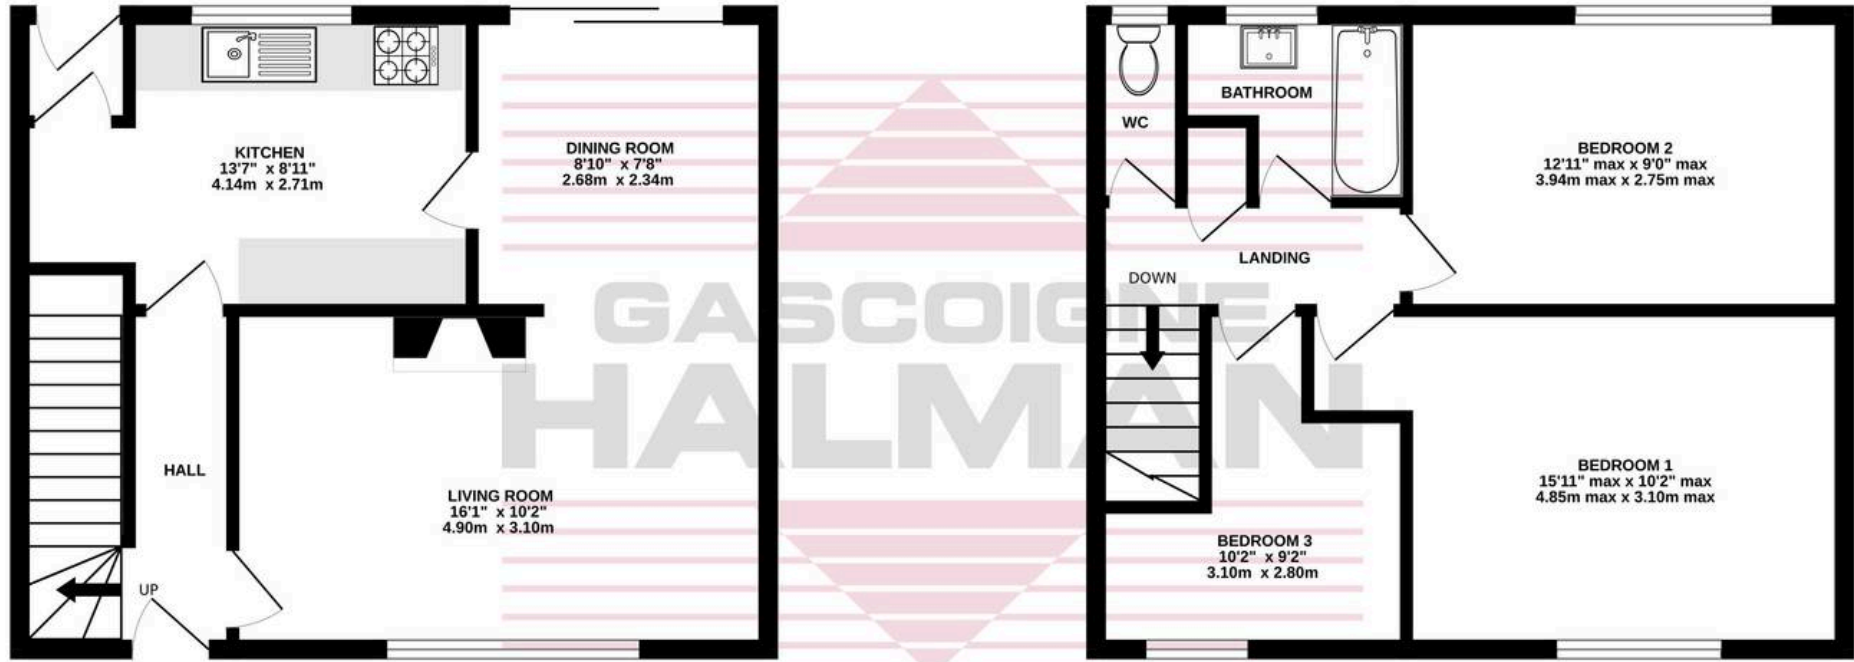 KITCHEN
13'7" x 8'11"
4.14m x 2.71m
DINING ROOM
8'10" x 7'8"
2.68m x 2.34m
HALL
UP
LIVING ROOM
16'1" x 10'2"
4.90m x 3.10m
GASCOIGNE
HALMAN
WC
BATHROOM
LANDING
DOWN
BEDROOM 2
12'11" max x 9'0" max
3.94m max x 2.75m max
BEDROOM 1
15'11" max x 10'2" max
4.85m max x 3.10m max
BEDROOM 3
10'2" x 9'2"
3.10m x 2.80m